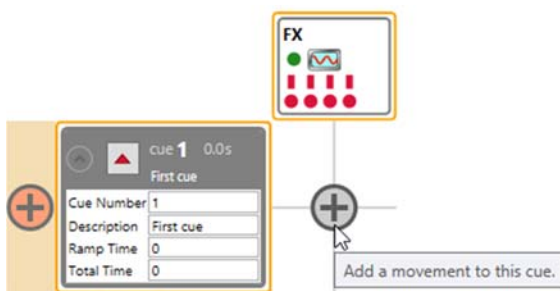 FX
cue 1 0.0s
First cue
Cue Number 1
Description First cue
Ramp Time 0
Total Time 0
Add a movement to this cue.